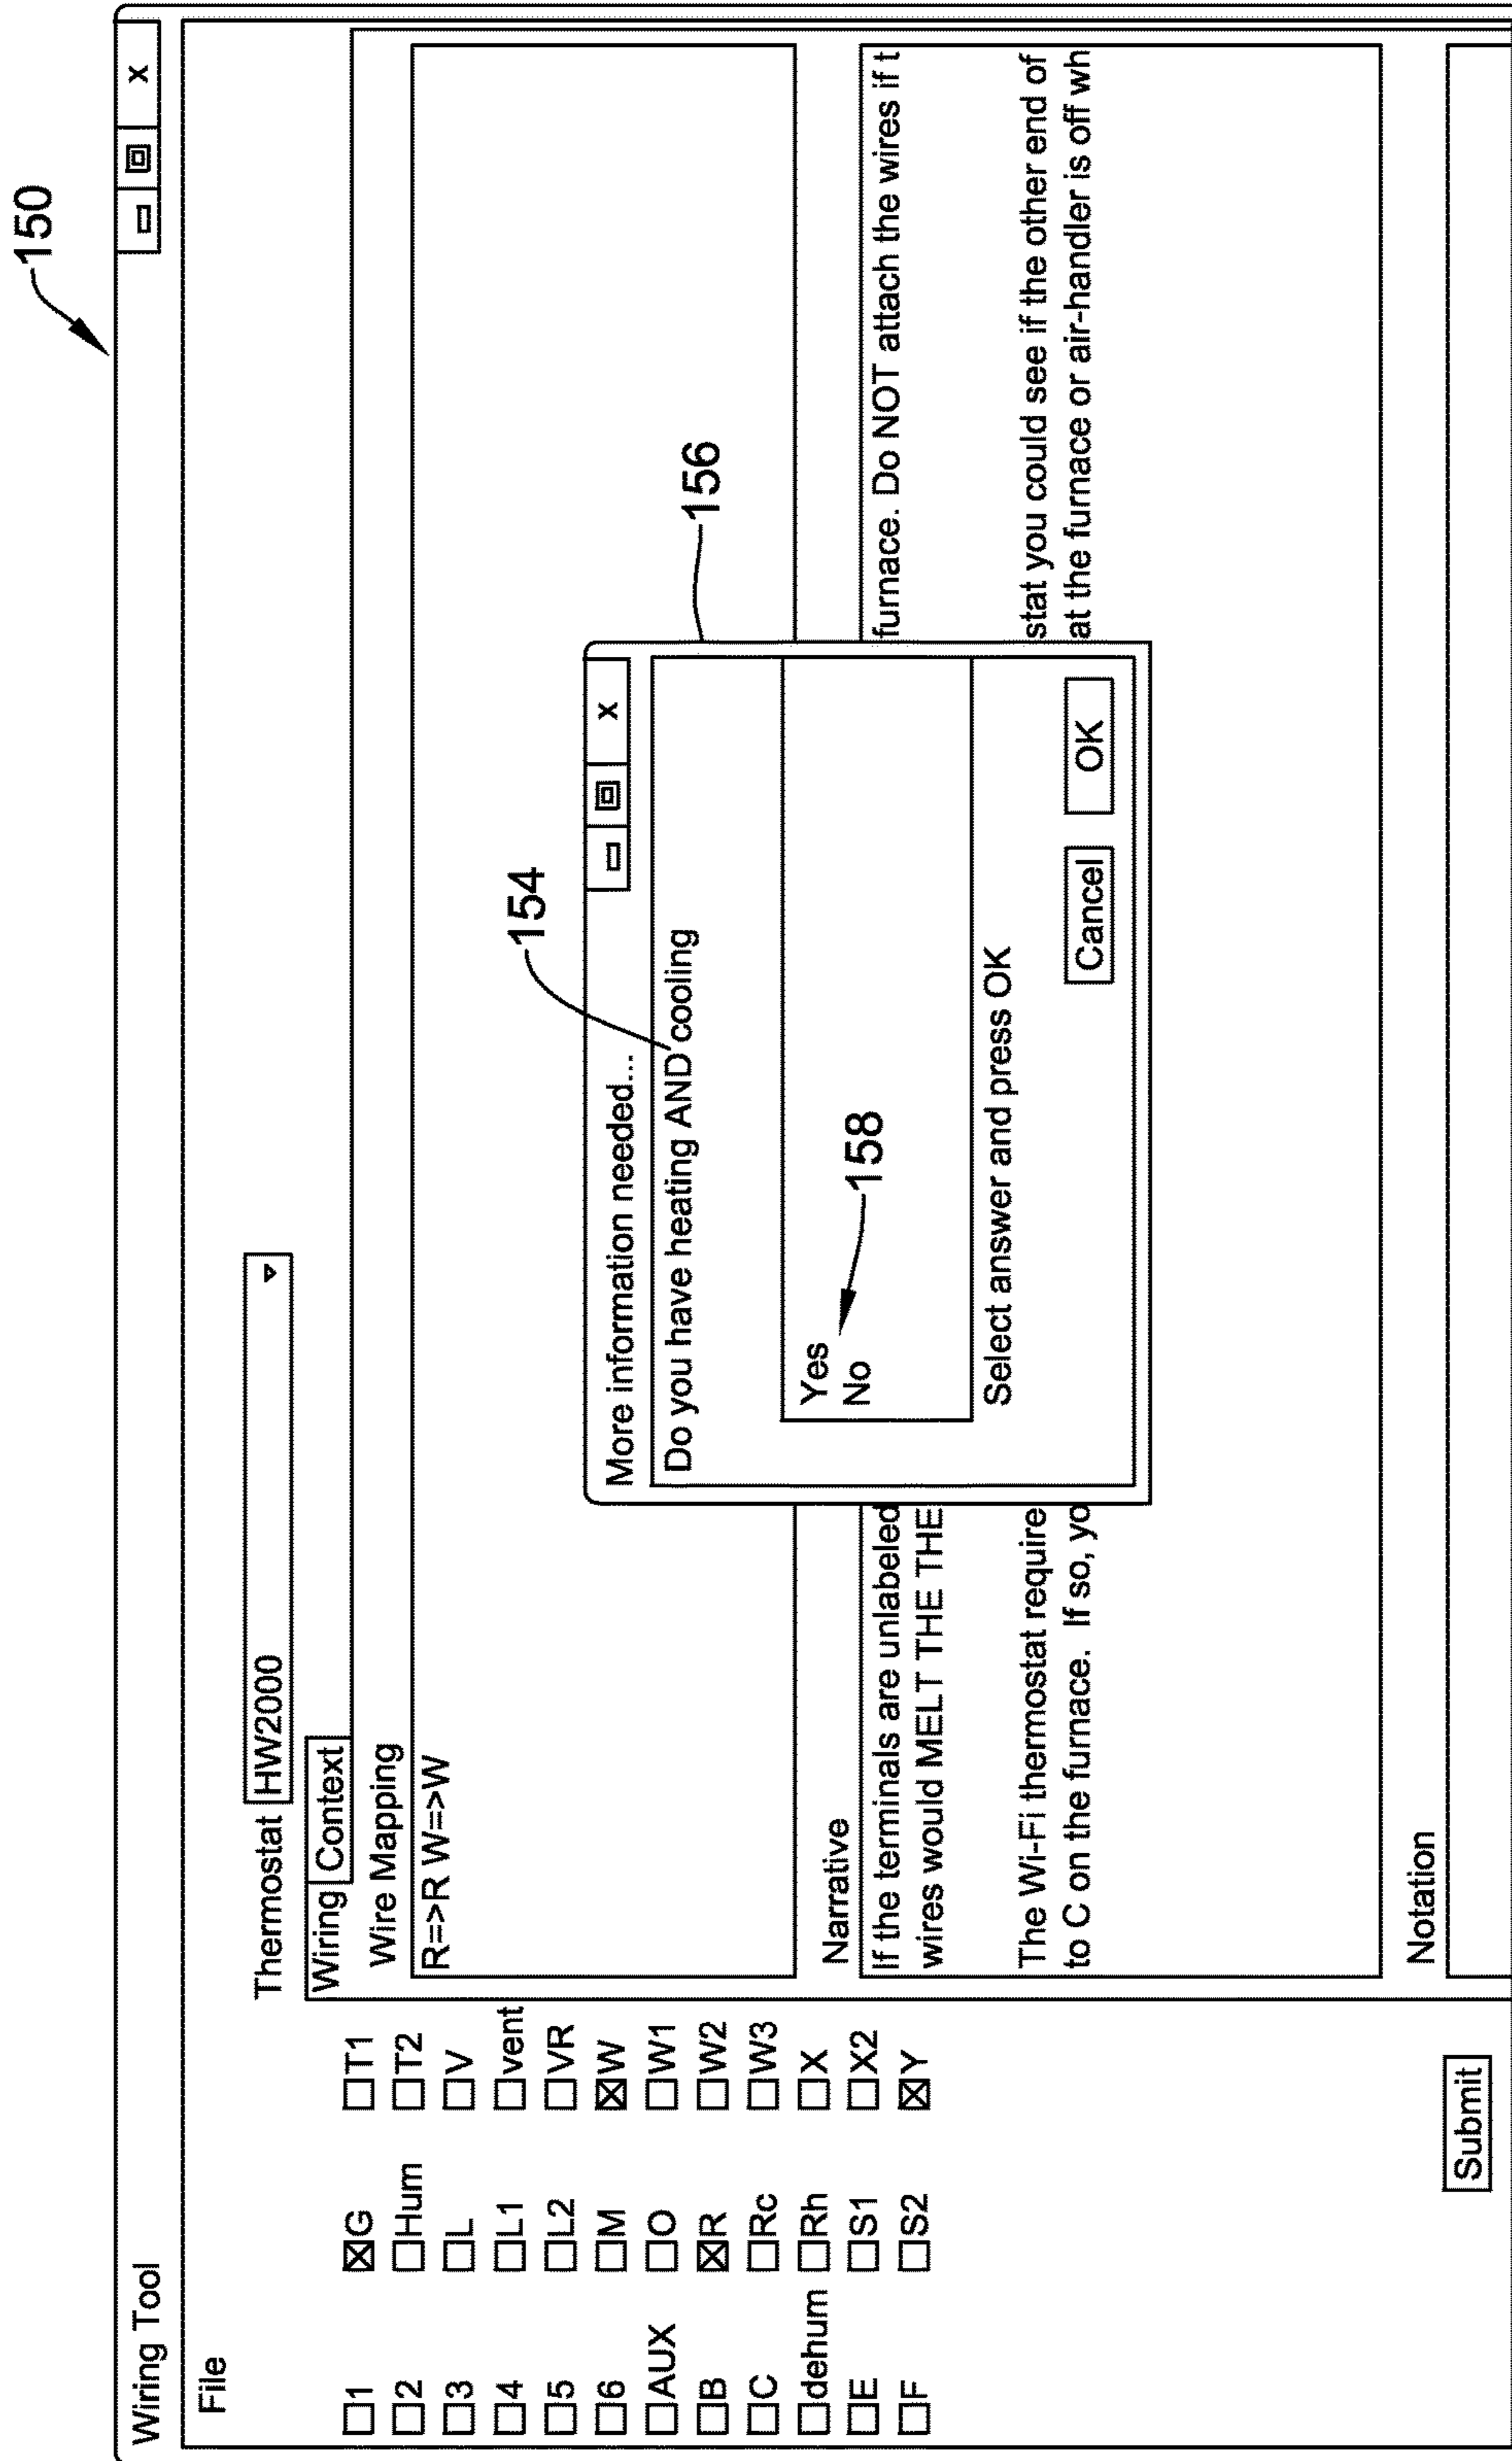 150
Wiring Tool
x
File
Thermostat HW2000
Wiring Context
Wire Mapping
R=>R W=>W
1 G T1
2 Hum T2
3 L V
4 L1 vent
5 L2 VR
6 M W
AUX O W1
B R W2
C Rc W3
dehum Rh X
E S1 X2
F S2 Y
154
156
More information needed...
x
Do you have heating AND cooling
Yes
No
158
Select answer and press OK
Cancel OK
Narrative
If the terminals are unlabeled furnace. Do NOT attach the wires if t
wires would MELT THE THE
The Wi-Fi thermostat require stat you could see if the other end of
to C on the furnace. If so, yo at the furnace or air-handler is off wh
Notation
Submit